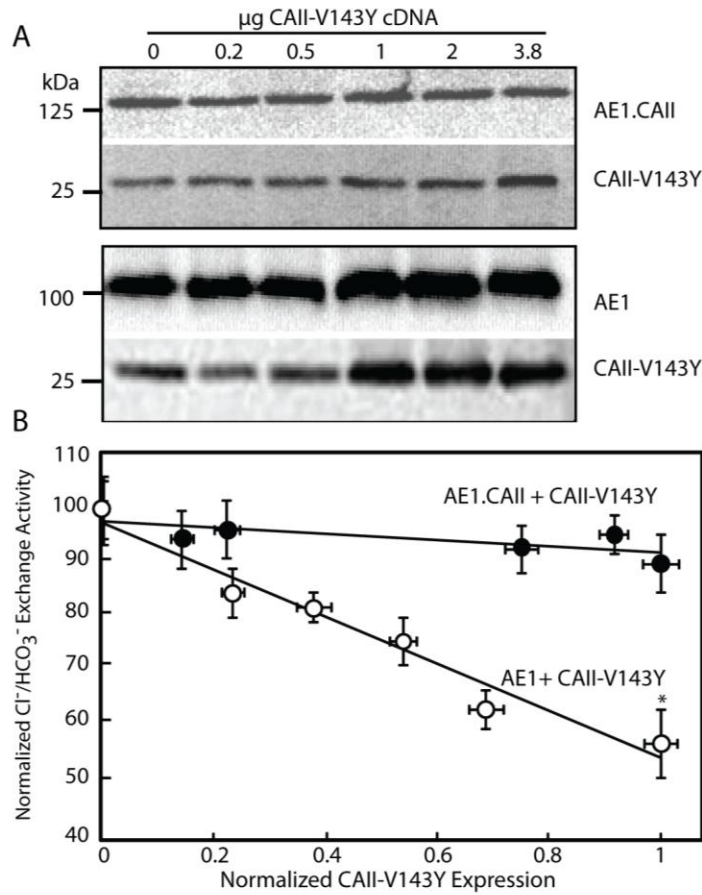 A
µg CAII-V143Y cDNA
0 0.2 0.5 1 2 3.8
kDa
125
AE1.CAII
25
CAII-V143Y
100
AE1
25
CAII-V143Y
B
Normalized Cl⁻/HCO₃⁻ Exchange Activity
110
100
90
80
70
60
50
40
AE1.CAII + CAII-V143Y
AE1+ CAII-V143Y
*
0 0.2 0.4 0.6 0.8 1
Normalized CAII-V143Y Expression